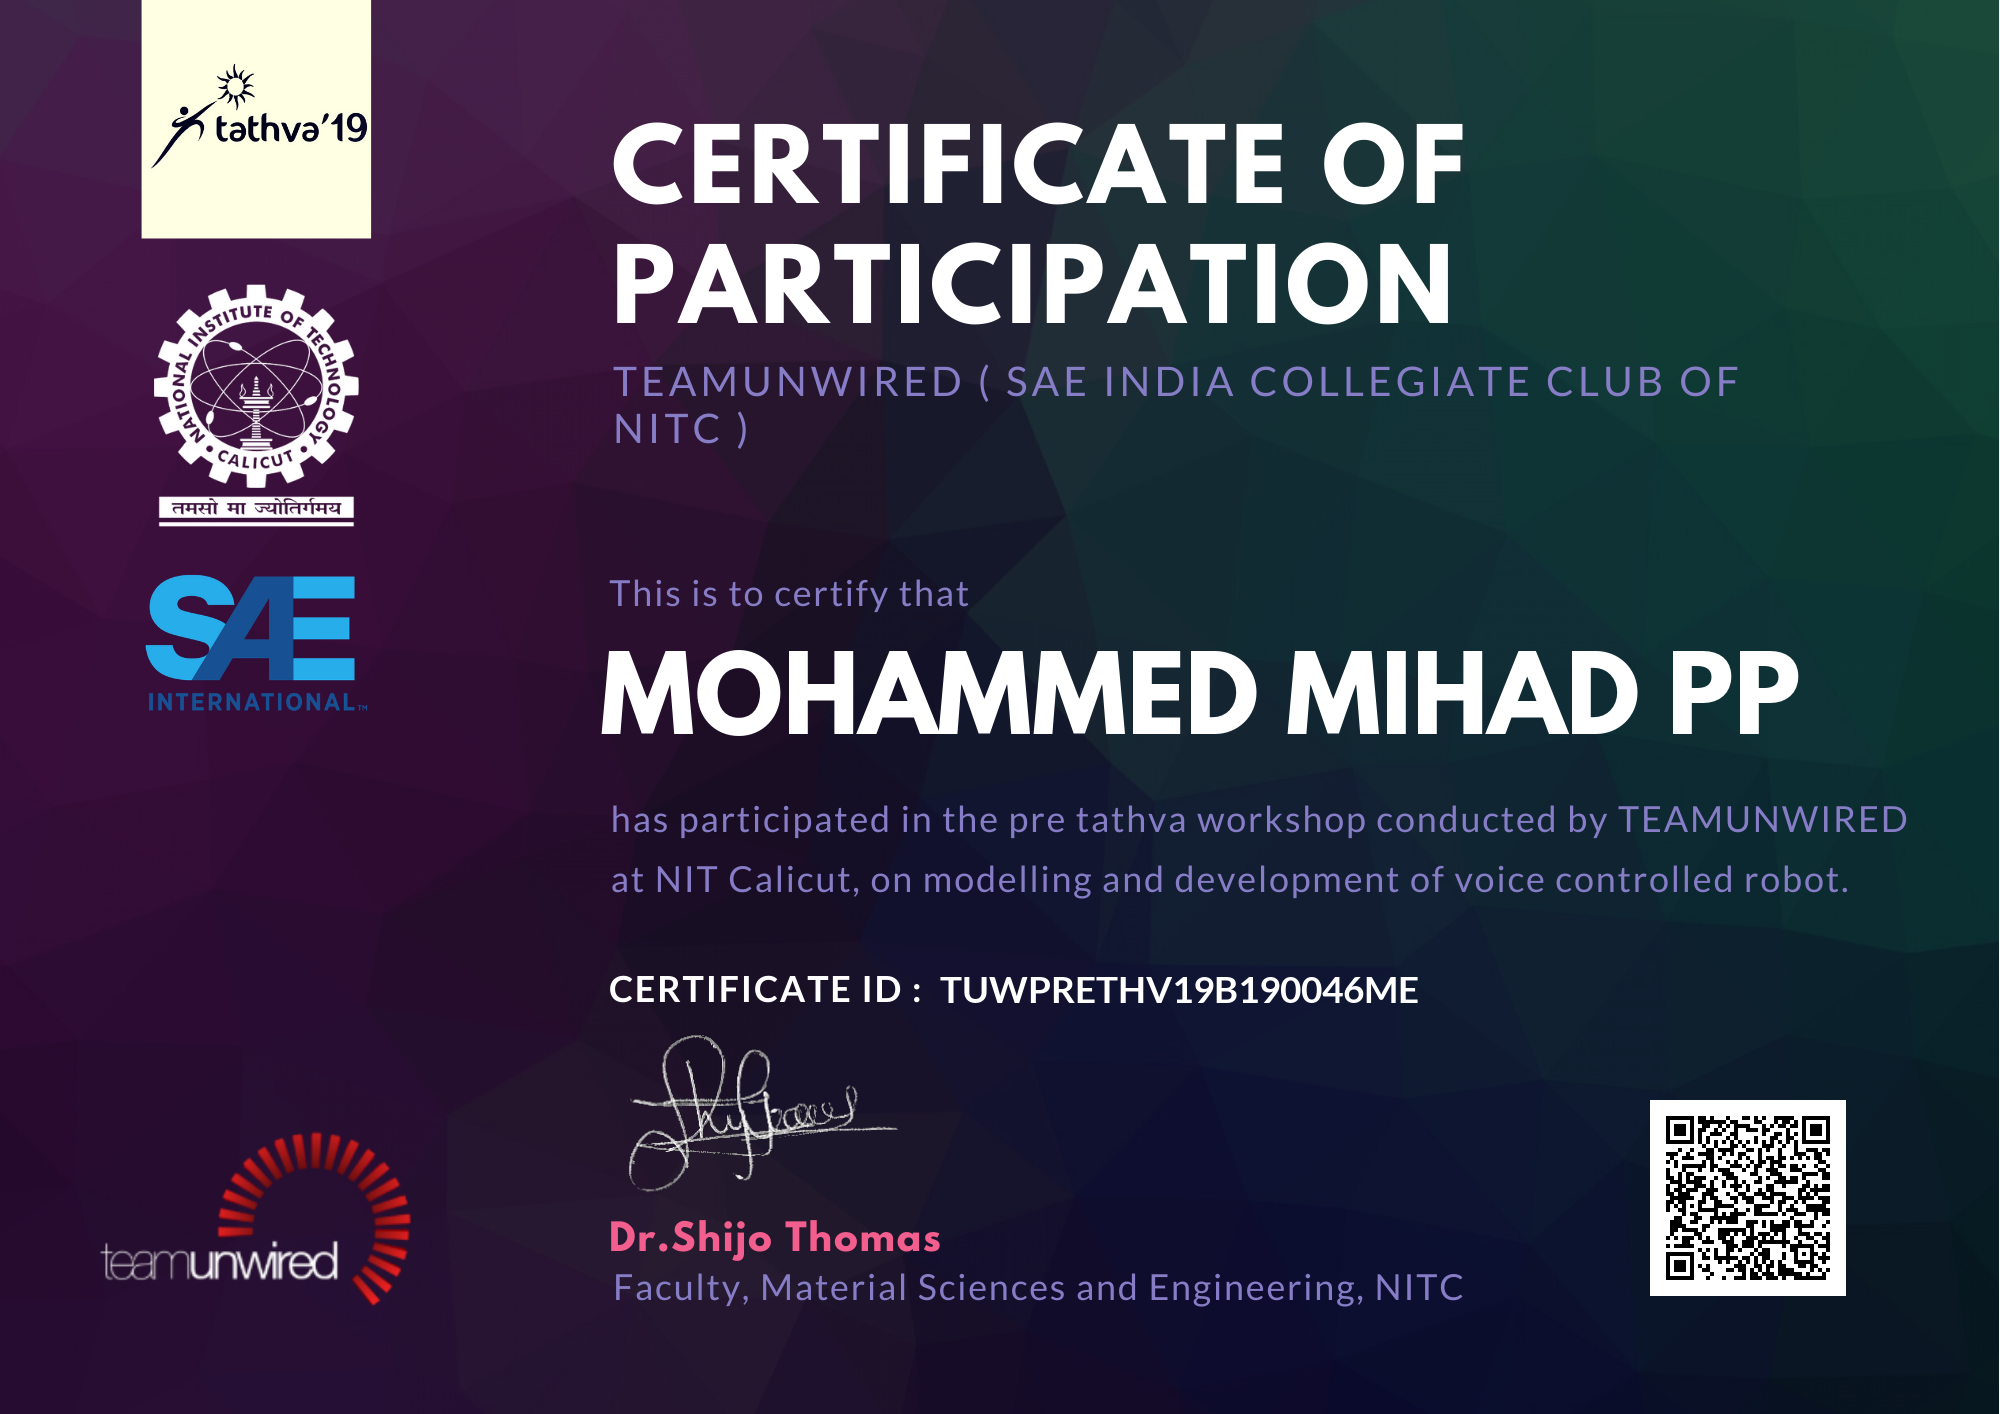 tathva'19
NATIONAL INSTITUTE OF TECHNOLOGY
• CALICUT •
तमसो मा ज्योतिर्गमय
SAE
INTERNATIONAL™
CERTIFICATE OF
PARTICIPATION
TEAMUNWIRED ( SAE INDIA COLLEGIATE CLUB OF
NITC )
This is to certify that
MOHAMMED MIHAD PP
has participated in the pre tathva workshop conducted by TEAMUNWIRED
at NIT Calicut, on modelling and development of voice controlled robot.
CERTIFICATE ID : TUWPRETHV19B190046ME
Dr.Shijo Thomas
Faculty, Material Sciences and Engineering, NITC
teamunwired